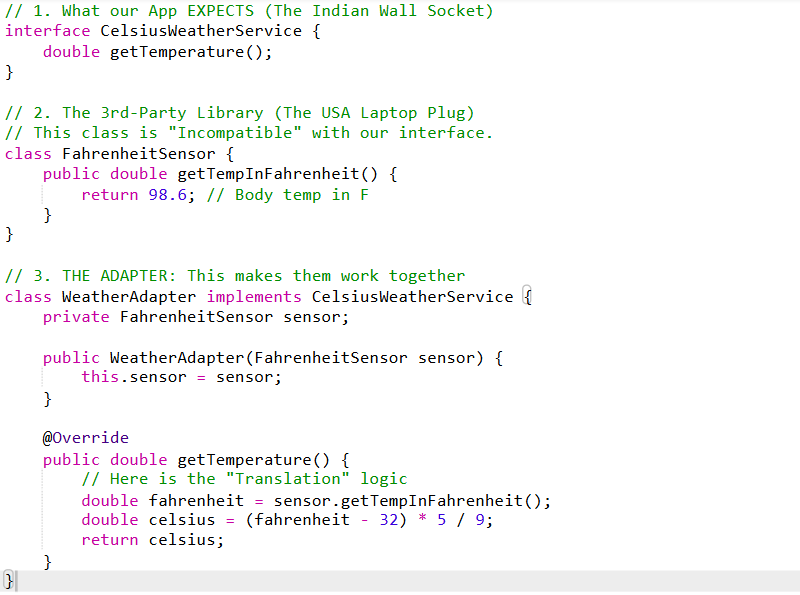 // 1. What our App EXPECTS (The Indian Wall Socket)
interface CelsiusWeatherService {
    double getTemperature();
}

// 2. The 3rd-Party Library (The USA Laptop Plug)
// This class is "Incompatible" with our interface.
class FahrenheitSensor {
    public double getTempInFahrenheit() {
        return 98.6; // Body temp in F
    }
}

// 3. THE ADAPTER: This makes them work together
class WeatherAdapter implements CelsiusWeatherService {
    private FahrenheitSensor sensor;

    public WeatherAdapter(FahrenheitSensor sensor) {
        this.sensor = sensor;
    }

    @Override
    public double getTemperature() {
        // Here is the "Translation" logic
        double fahrenheit = sensor.getTempInFahrenheit();
        double celsius = (fahrenheit - 32) * 5 / 9;
        return celsius;
    }
}